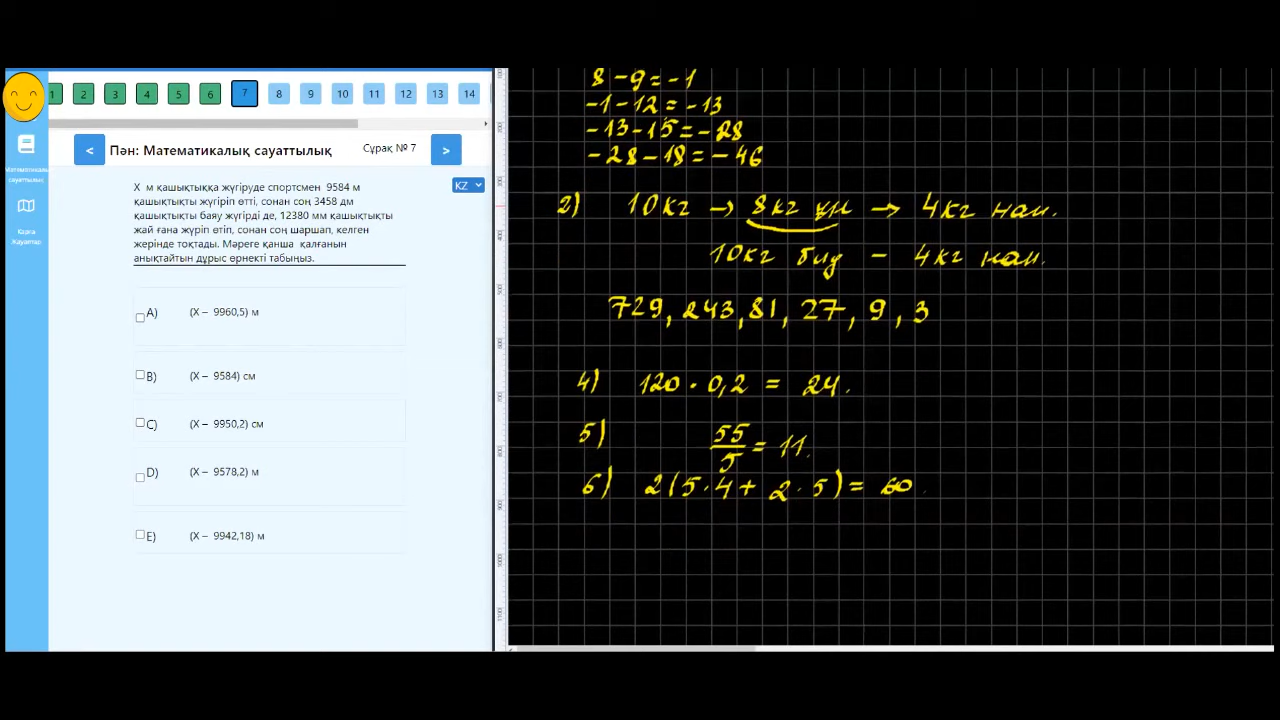 1 2 3 4 5 6 7 8 9 10 11 12 13 14
< Пән: Математикалық сауаттылық Сұрақ № 7 >
KZ
Математикалық сауаттылық
Карта Жауаптар
X м қашықтыққа жүгіруде спортсмен 9584 м
қашықтықты жүгіріп өтті, сонан соң 3458 дм
қашықтықты баяу жүгірді де, 12380 мм қашықтықты
жай ғана жүріп өтіп, сонан соң шаршап, келген
жерінде тоқтады. Мәреге қанша қалғанын
анықтайтын дұрыс өрнекті табыңыз.
A) (X – 9960,5) м
B) (X – 9584) см
C) (X – 9950,2) см
D) (X – 9578,2) м
E) (X – 9942,18) м
8 - 9 = - 1
-1 - 12 = -13
-13 - 15 = -28
-28 - 18 = -46
2) 10кг → 8кг ұн → 4кг нан.
10кг бид - 4кг нан.
729, 243, 81, 27, 9, 3
4) 120 · 0,2 = 24.
5) 55/5 = 11.
6) 2(5·4 + 2·5) = 60.